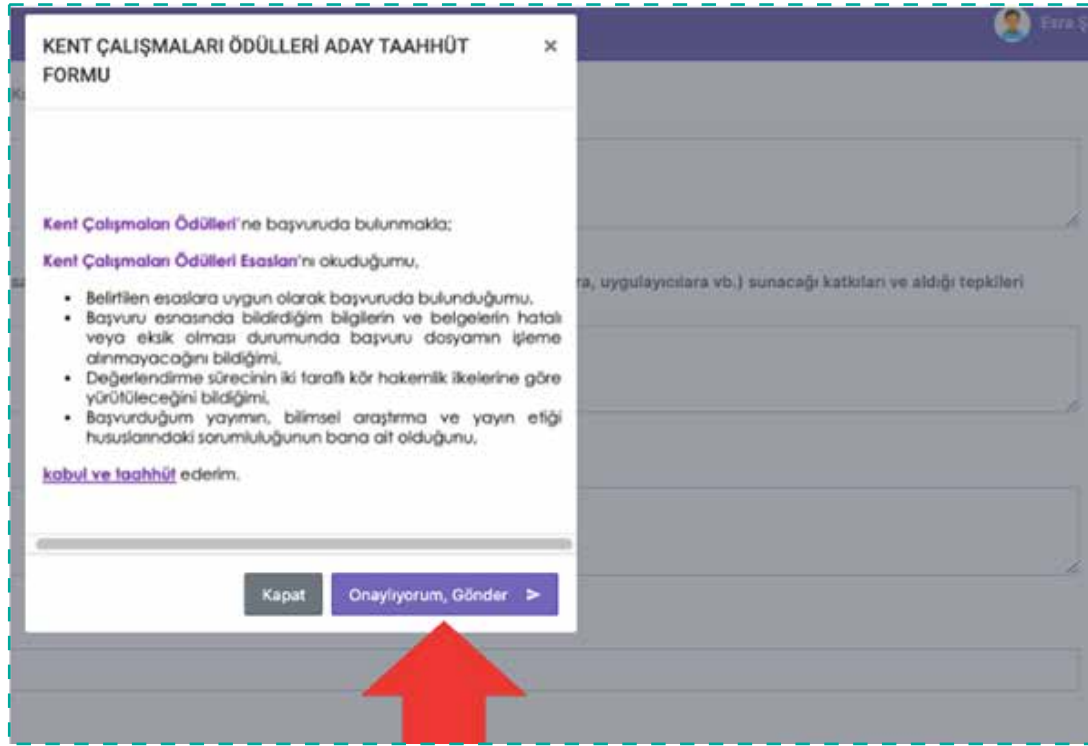 Esra Ş
KENT ÇALIŞMALARI ÖDÜLLERİ ADAY TAAHHÜT
FORMU
×
Kent Çalışmaları Ödülleri'ne başvuruda bulunmakla;
Kent Çalışmaları Ödülleri Esasları'nı okuduğumu,
• Belirtilen esaslara uygun olarak başvuruda bulunduğumu,
• Başvuru esnasında bildirdiğim bilgilerin ve belgelerin hatalı
veya eksik olması durumunda başvuru dosyamın işleme
alınmayacağını bildiğimi,
• Değerlendirme sürecinin iki taraflı kör hakemlik ilkelerine göre
yürütüleceğini bildiğimi,
• Başvurduğum yayımın, bilimsel araştırma ve yayın etiği
hususlarındaki sorumluluğunun bana ait olduğunu,
kabul ve taahhüt ederim.
ra, uygulayıcılara vb.) sunacağı katkıları ve aldığı tepkileri
Kapat
Onaylıyorum, Gönder